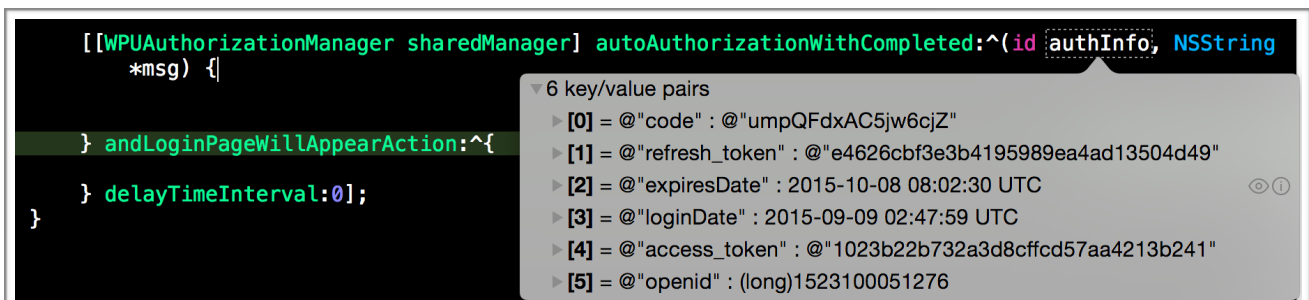 [[WPUAuthorizationManager sharedManager] autoAuthorizationWithCompleted:^(id authInfo, NSString
*msg) {
6 key/value pairs
[0] = @"code" : @"umpQFdxAC5jw6cjZ"
} andLoginPageWillAppearAction:^{
[1] = @"refresh_token" : @"e4626cbf3e3b4195989ea4ad13504d49"
[2] = @"expiresDate" : 2015-10-08 08:02:30 UTC
} delayTimeInterval:0];
[3] = @"loginDate" : 2015-09-09 02:47:59 UTC
}
[4] = @"access_token" : @"1023b22b732a3d8cffcd57aa4213b241"
[5] = @"openid" : (long)1523100051276